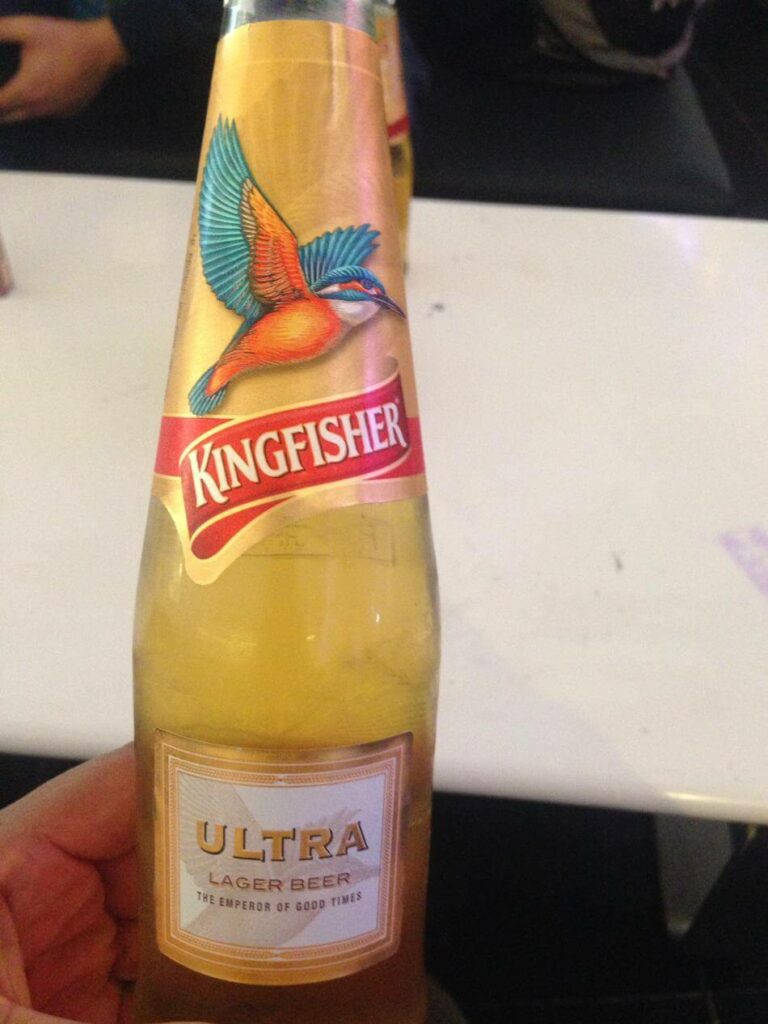 KINGFISHER
ULTRA
LAGER BEER
THE EMPEROR OF GOOD TIMES